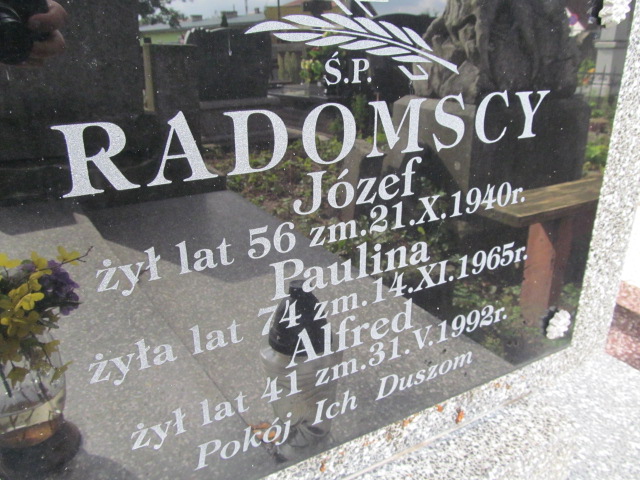 Ś.P.
RADOMSCY
Józef
żył lat 56 zm.21.X.1940r.
Paulina
żyła lat 74 zm.14.XI.1965r.
Alfred
żył lat 41 zm.31.V.1992r.
Pokój Ich Duszom